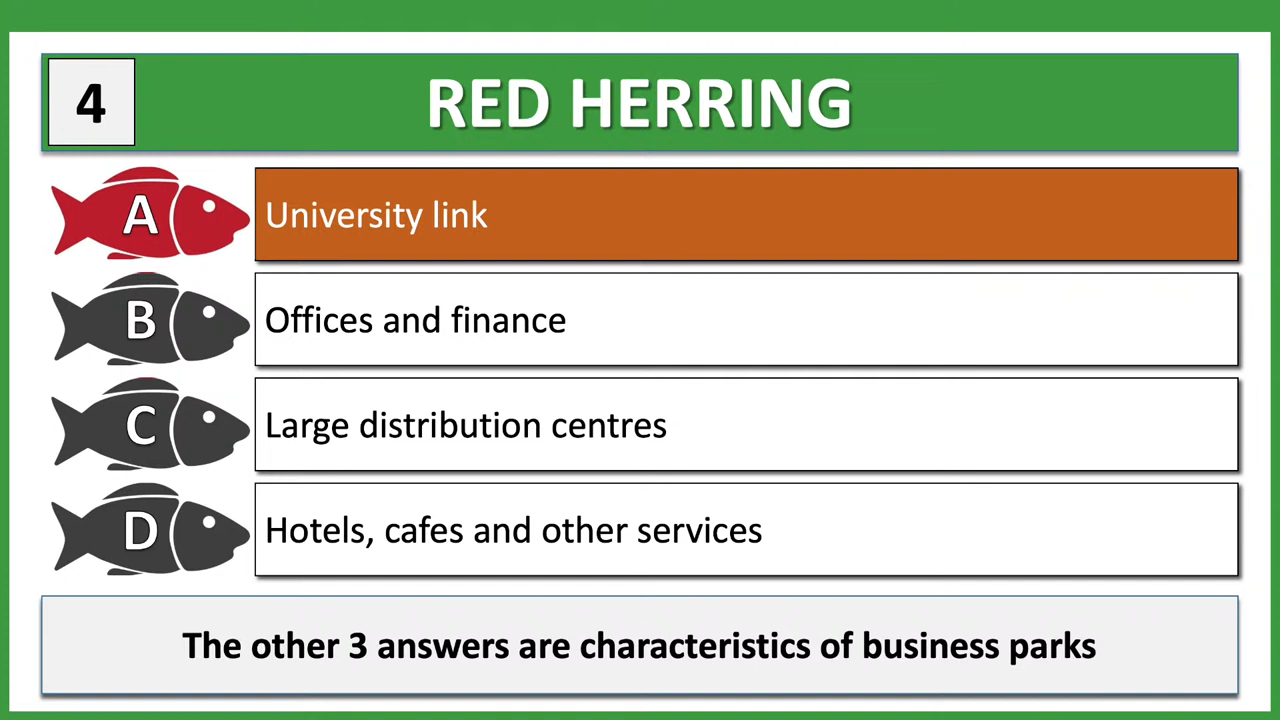 4
RED HERRING
A
University link
B
Offices and finance
C
Large distribution centres
D
Hotels, cafes and other services
The other 3 answers are characteristics of business parks